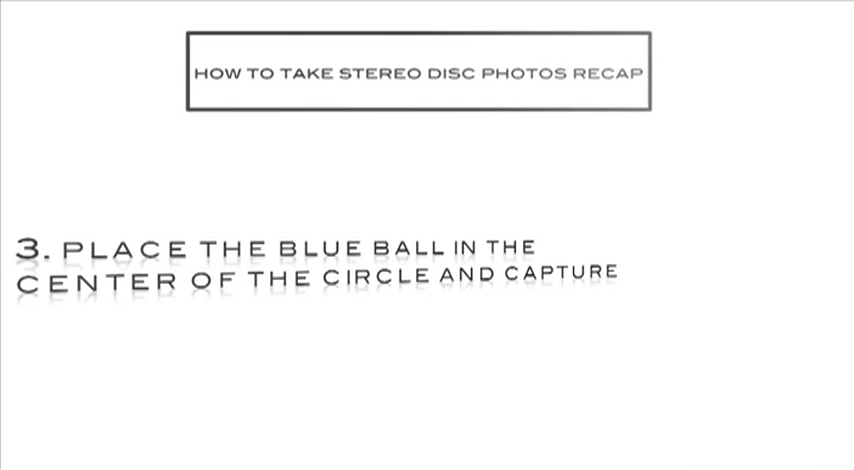 HOW TO TAKE STEREO DISC PHOTOS RECAP
3. PLACE THE BLUE BALL IN THE
CENTER OF THE CIRCLE AND CAPTURE